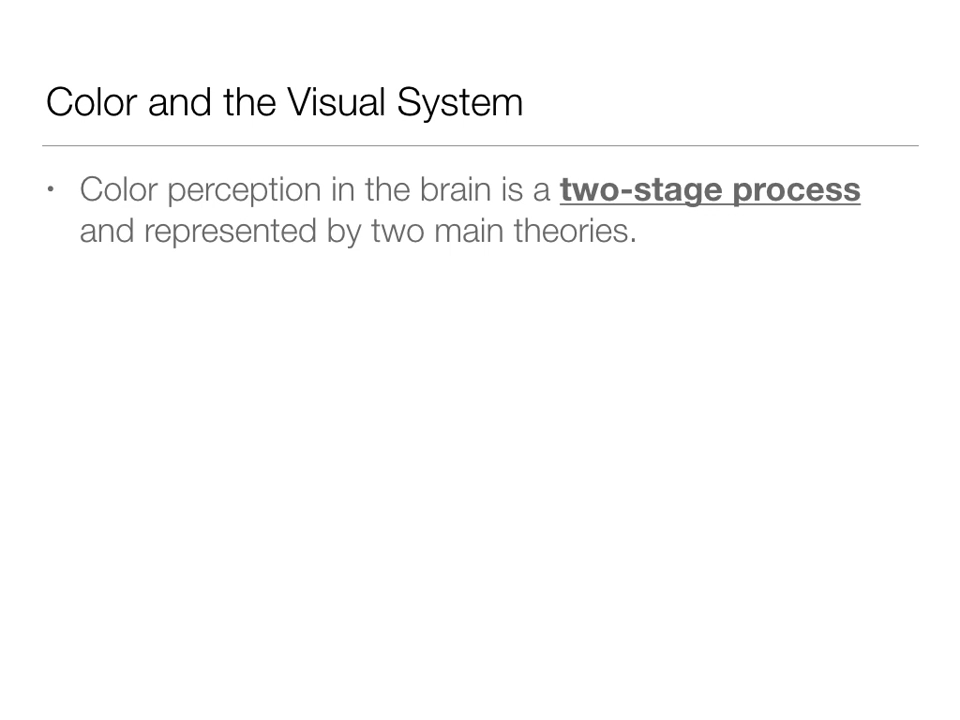 Color and the Visual System
• Color perception in the brain is a two-stage process
and represented by two main theories.